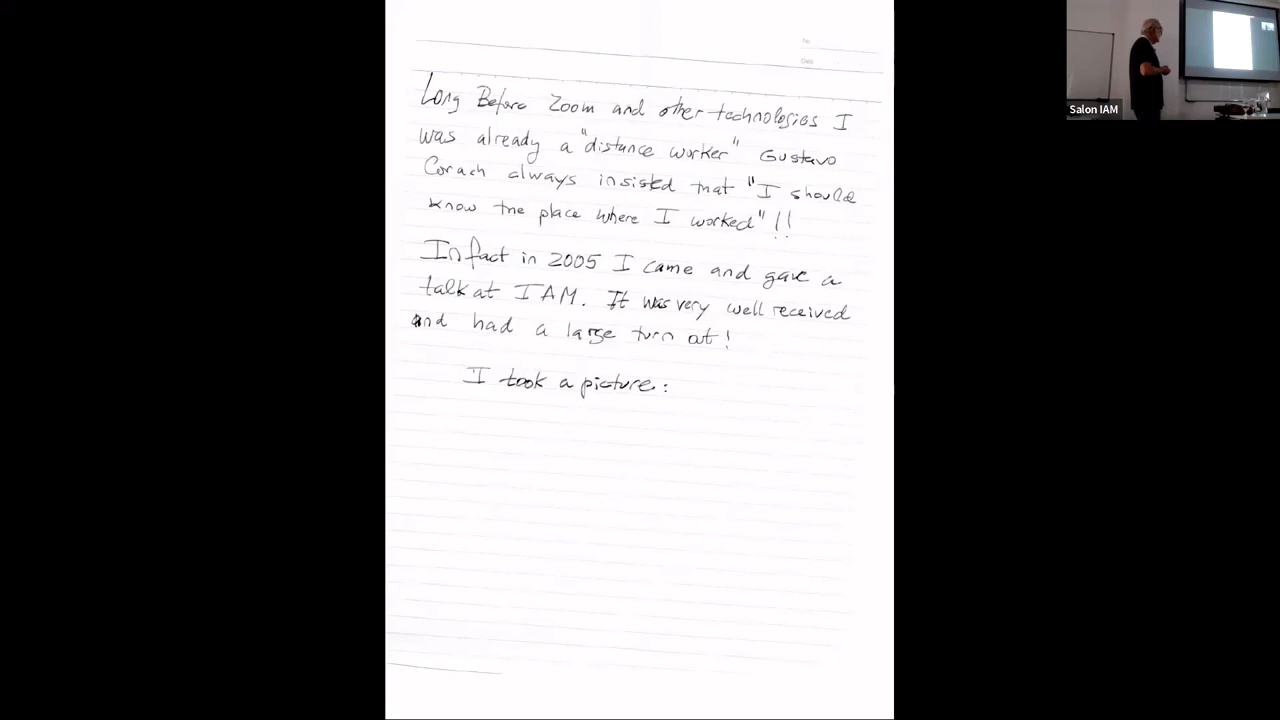 No
Date
Long Before Zoom and other technologies I
was already a "distance worker" Gustavo
Corach always insisted that "I should
know the place where I worked"!!
In fact in 2005 I came and gave a
talk at IAM. It was very well received
and had a large turn out!
I took a picture:
Salon IAM